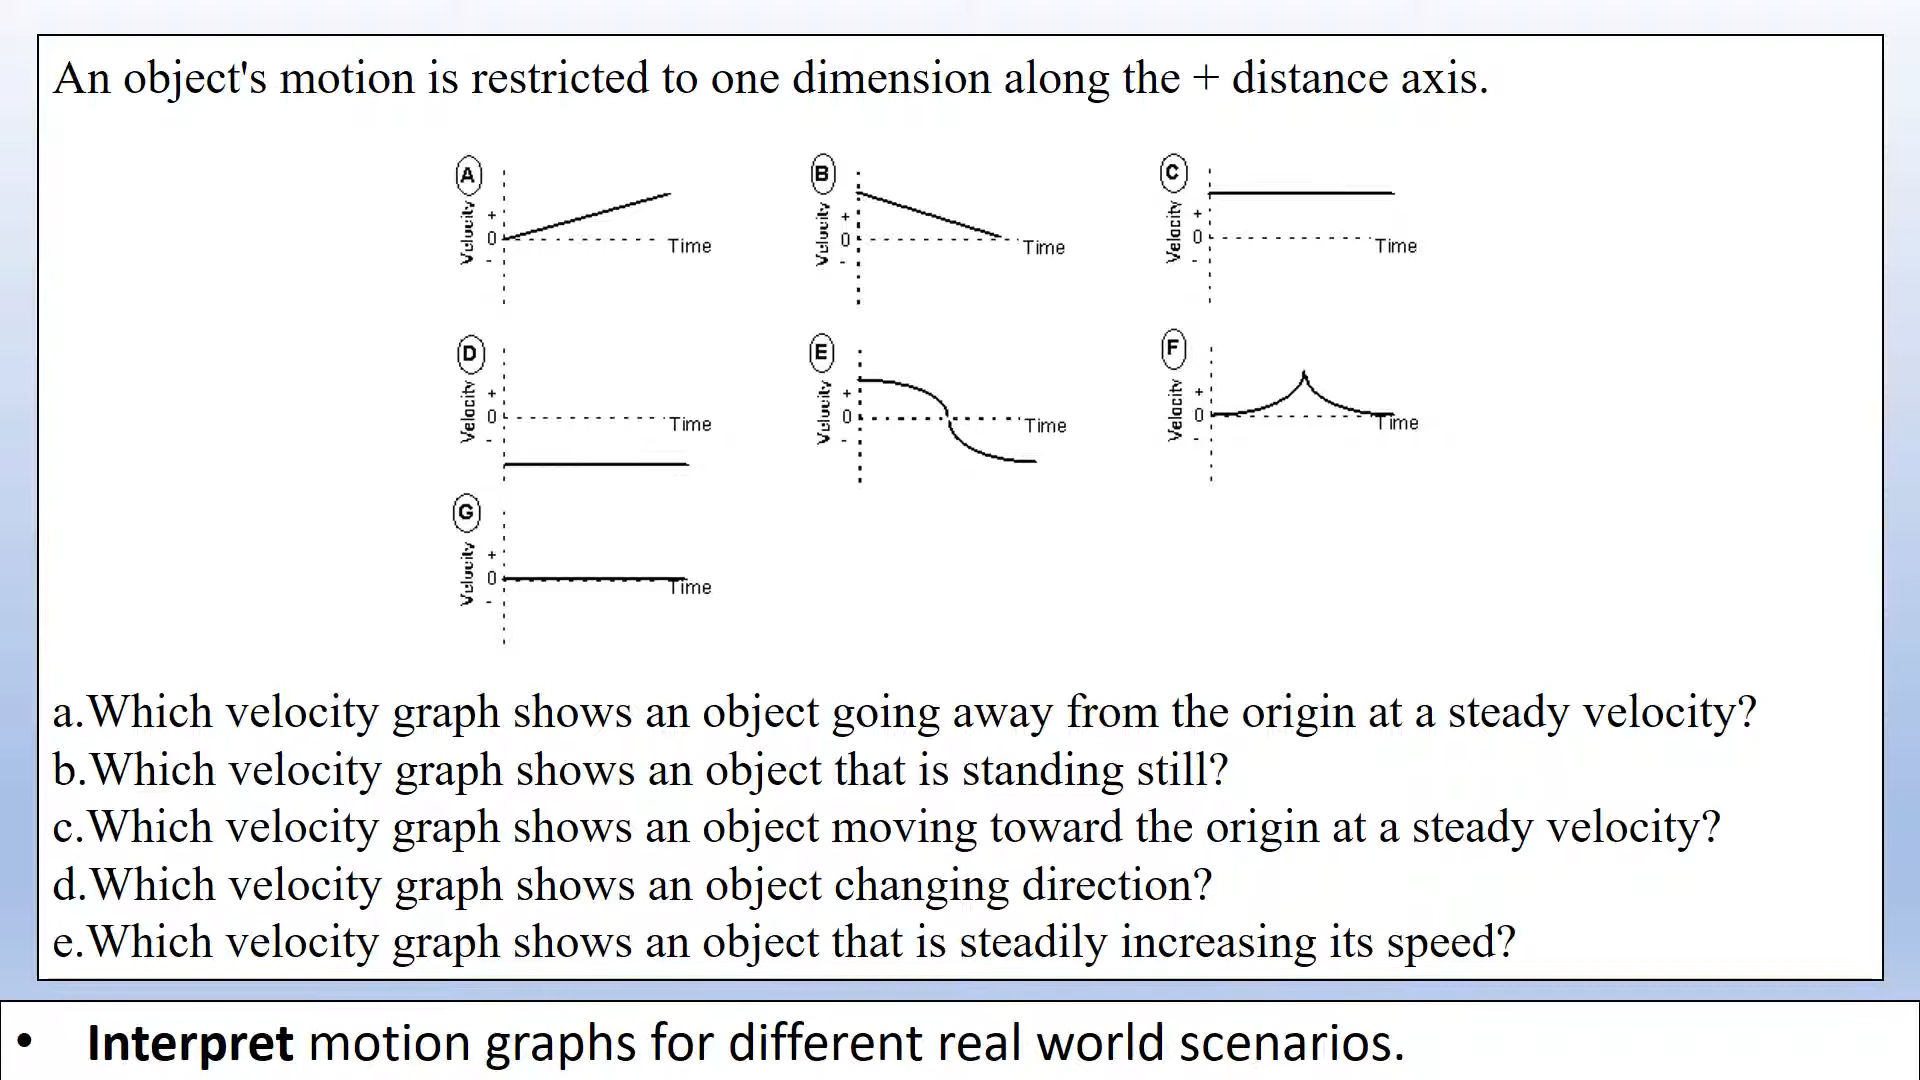 An object's motion is restricted to one dimension along the + distance axis.
A
Velocity
+
0
-
Time
B
Velocity
+
0
-
Time
C
Velocity
+
0
-
Time
D
Velocity
+
0
-
Time
E
Velocity
+
0
-
Time
F
Velocity
+
0
-
Time
G
Velocity
+
0
-
Time
a.Which velocity graph shows an object going away from the origin at a steady velocity?
b.Which velocity graph shows an object that is standing still?
c.Which velocity graph shows an object moving toward the origin at a steady velocity?
d.Which velocity graph shows an object changing direction?
e.Which velocity graph shows an object that is steadily increasing its speed?
• Interpret motion graphs for different real world scenarios.